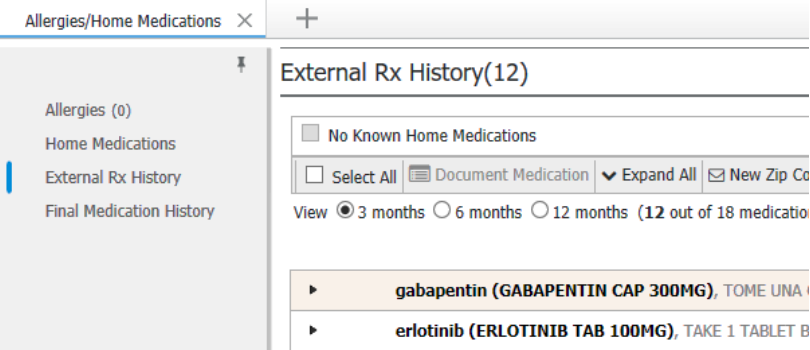 Allergies/Home Medications
External Rx History(12)
Allergies (0)
Home Medications
External Rx History
Final Medication History
No Known Home Medications
Select All Document Medication Expand All New Zip
View 3 months 6 months 12 months (12 out of 18
gabapentin (GABAPENTIN CAP 300MG), TOME UNA
erlotinib (ERLOTINIB TAB 100MG), TAKE 1 TABLET